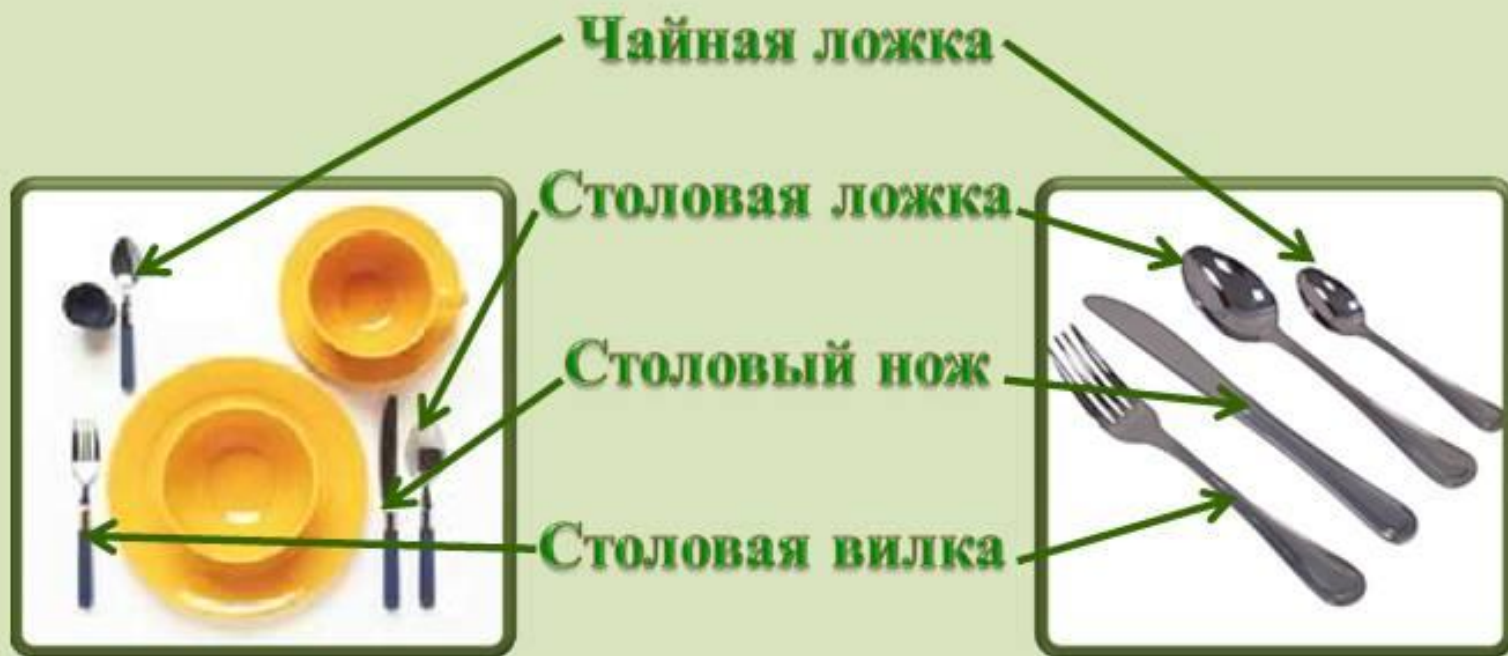 Чайная ложка
Столовая ложка
Столовый нож
Столовая вилка